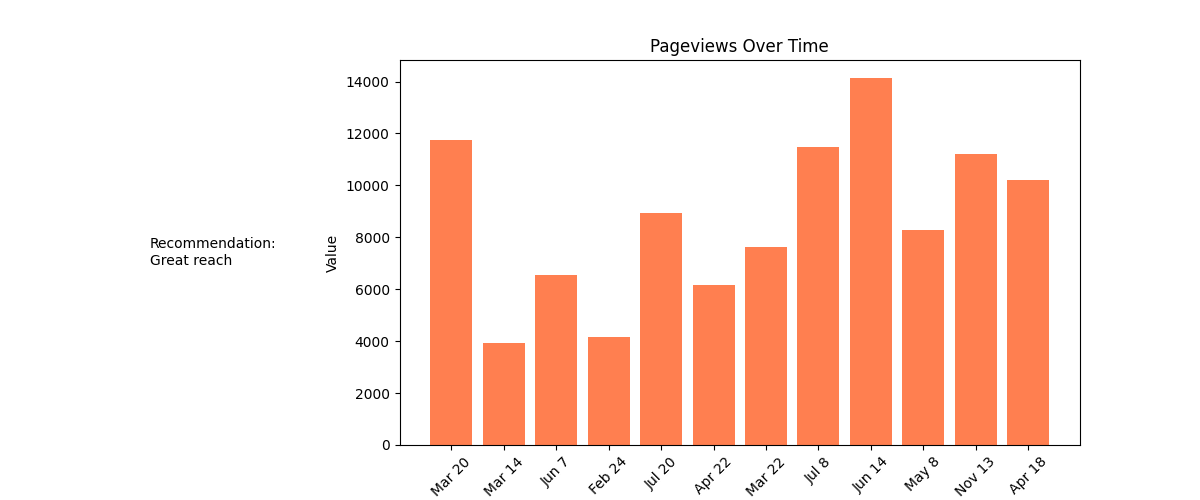 Pageviews Over Time
Recommendation:
Great reach
Value
14000
12000
10000
8000
6000
4000
2000
0
Mar 20
Mar 14
Jun 7
Feb 24
Jul 20
Apr 22
Mar 22
Jul 8
Jun 14
May 8
Nov 13
Apr 18